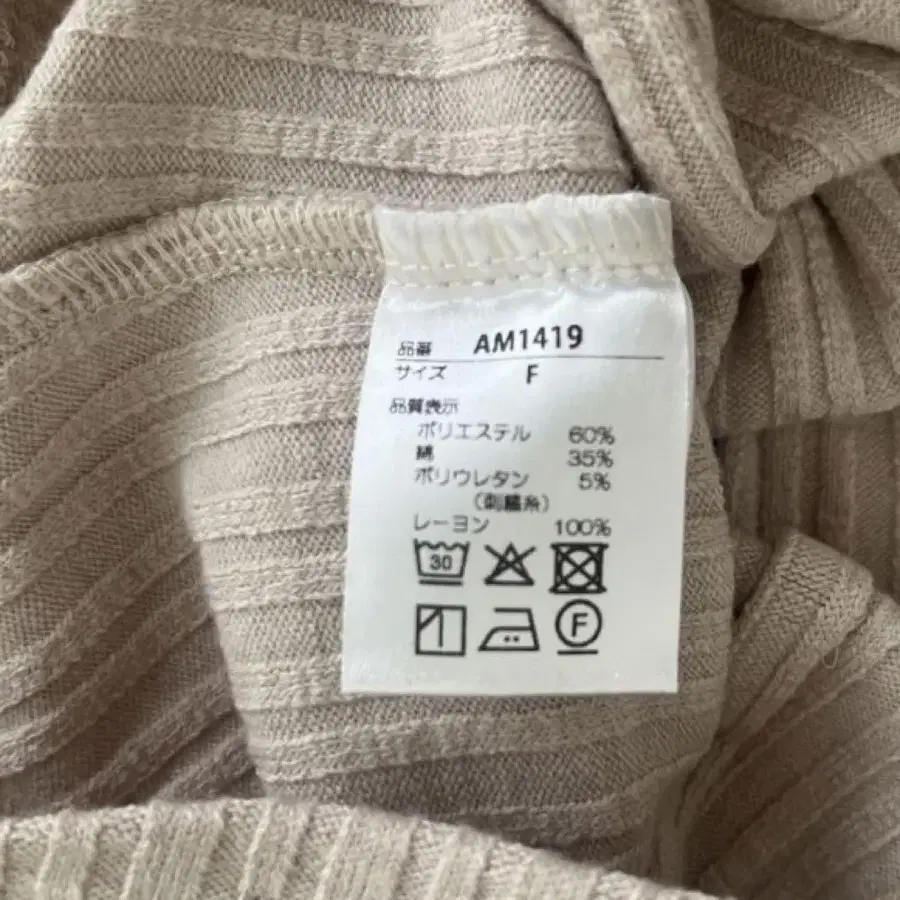 品番 AM1419
サイズ F
品質表示
ポリエステル 60%
綿 35%
ポリウレタン 5%
(刺繍糸)
レーヨン 100%
30
F